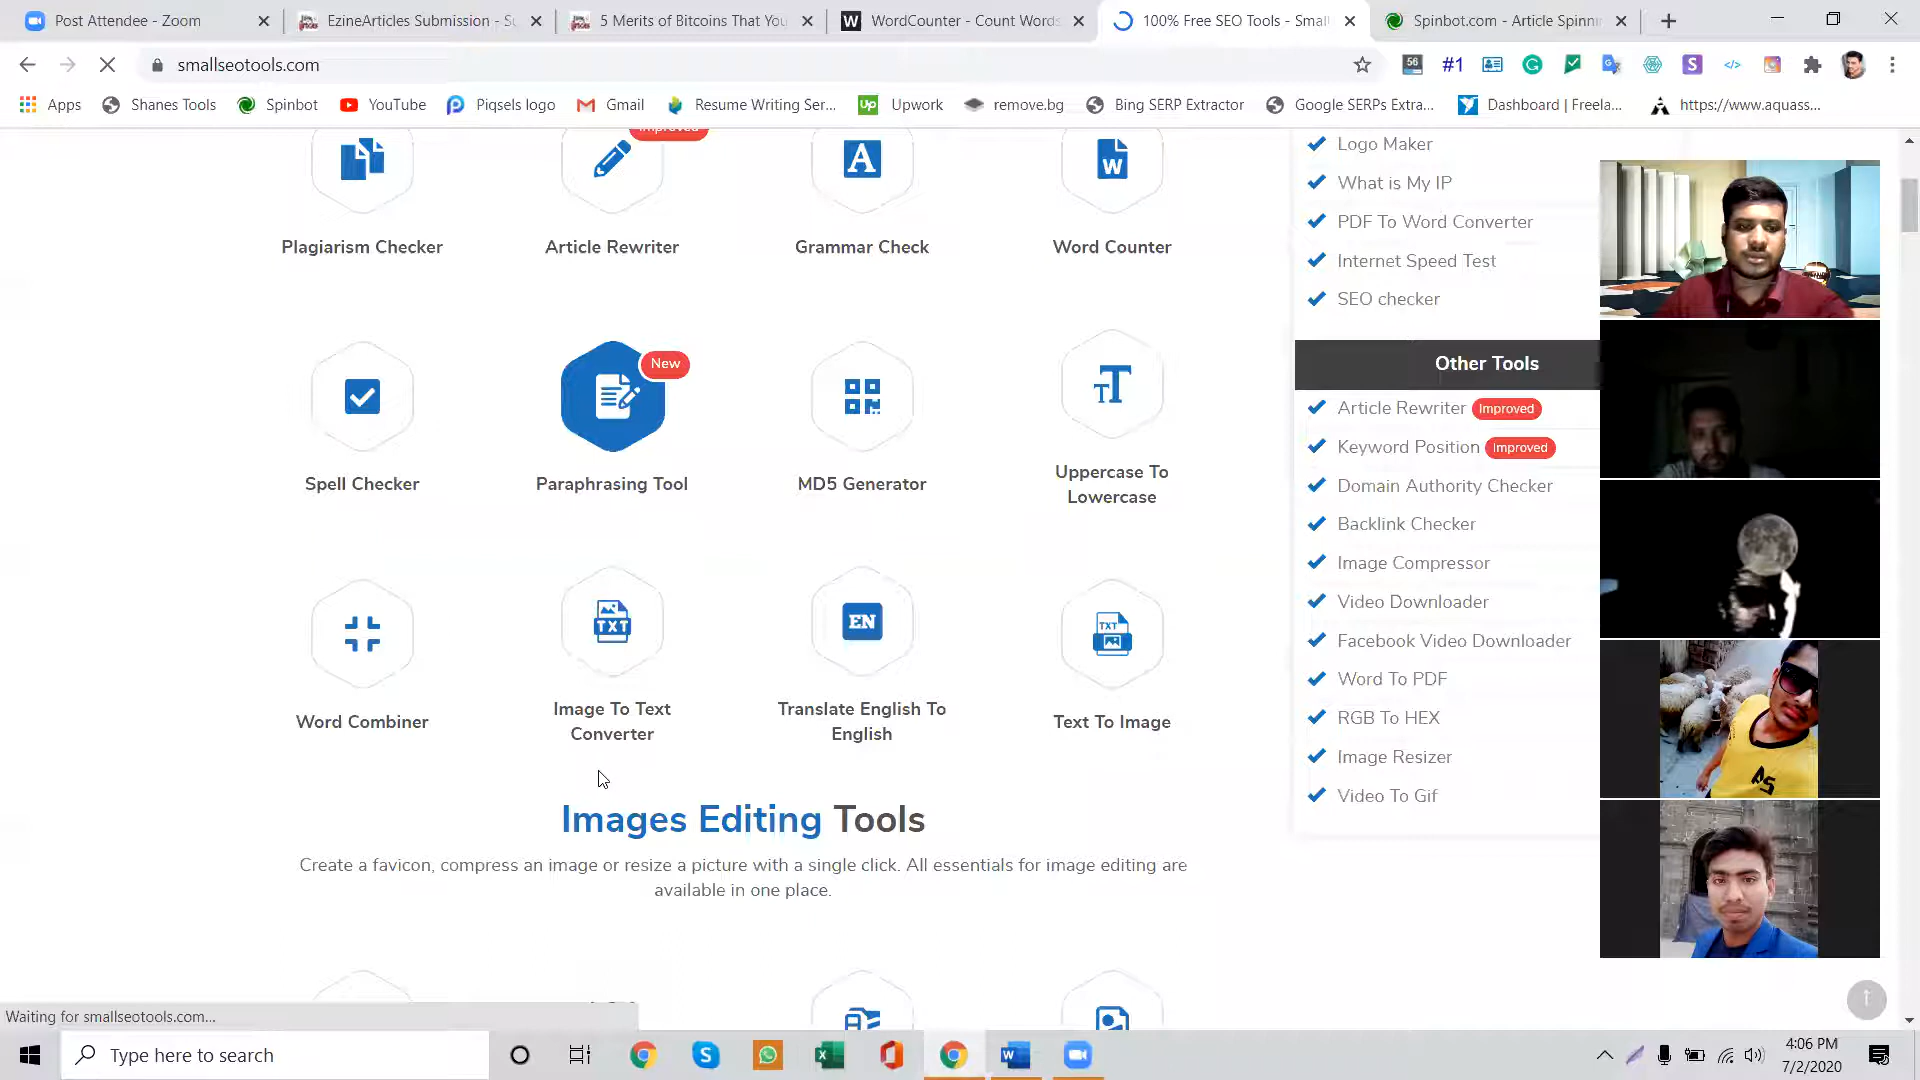 Post Attendee - Zoom
EzineArticles Submission - Su
5 Merits of Bitcoins That You
WordCounter - Count Words
100% Free SEO Tools - Small
Spinbot.com - Article Spinnin
smallseotools.com
56
#1
Apps
Shanes Tools
Spinbot
YouTube
Piqsels logo
Gmail
Resume Writing Ser...
Up
Upwork
remove.bg
Bing SERP Extractor
Google SERPs Extra...
Dashboard | Freela...
https://www.aquass...
Improved
Plagiarism Checker
Article Rewriter
Grammar Check
Word Counter
New
Spell Checker
Paraphrasing Tool
MD5 Generator
Uppercase To
Lowercase
TXT
EN
TXT
Word Combiner
Image To Text
Converter
Translate English To
English
Text To Image
Images Editing Tools
Create a favicon, compress an image or resize a picture with a single click. All essentials for image editing are
available in one place.
Logo Maker
What is My IP
PDF To Word Converter
Internet Speed Test
SEO checker
Other Tools
Article Rewriter Improved
Keyword Position Improved
Domain Authority Checker
Backlink Checker
Image Compressor
Video Downloader
Facebook Video Downloader
Word To PDF
RGB To HEX
Image Resizer
Video To Gif
Waiting for smallseotools.com...
Type here to search
4:06 PM
7/2/2020